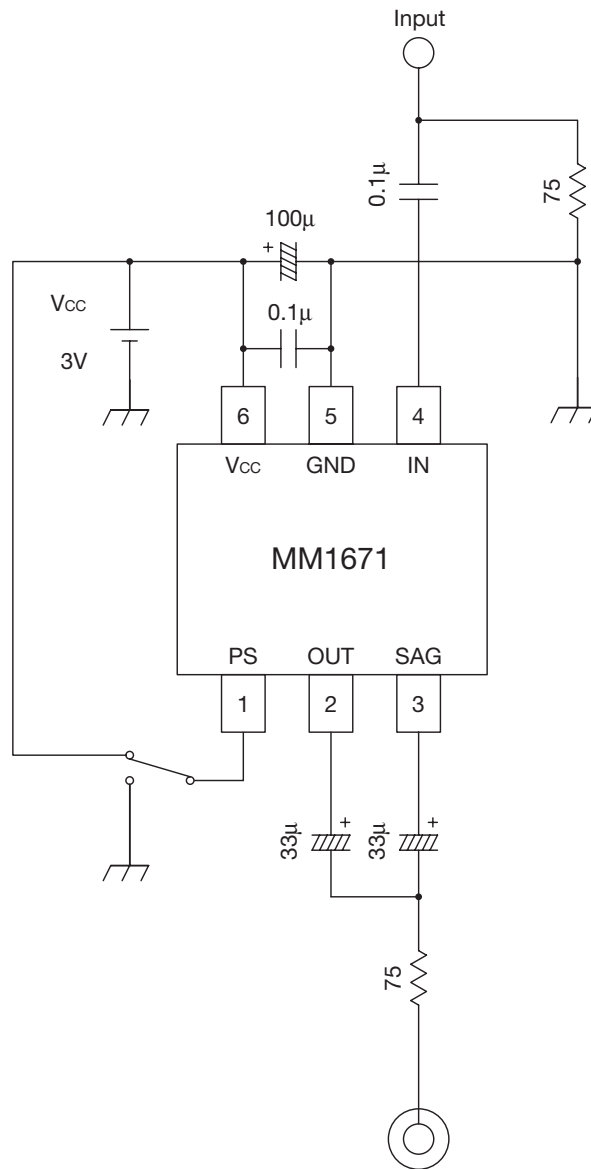 Input
0.1µ
75
100µ
+
VCC
0.1µ
3V
6
5
4
VCC
GND
IN
MM1671
PS
OUT
SAG
1
2
3
33µ
+
33µ
+
75